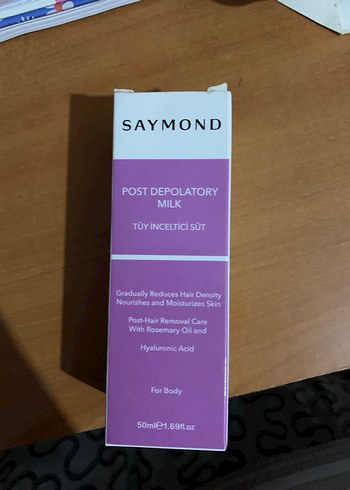 SAYMOND
POST DEPOLATORY
MILK
TÜY İNCELTİCİ SÜT
Gradually Reduces Hair Density
Nourishes and Moisturizes Skin
Post-Hair Removal Care
With Rosemary Oil and
Hyaluronic Acid
For Body
50ml℮1.69fl.oz